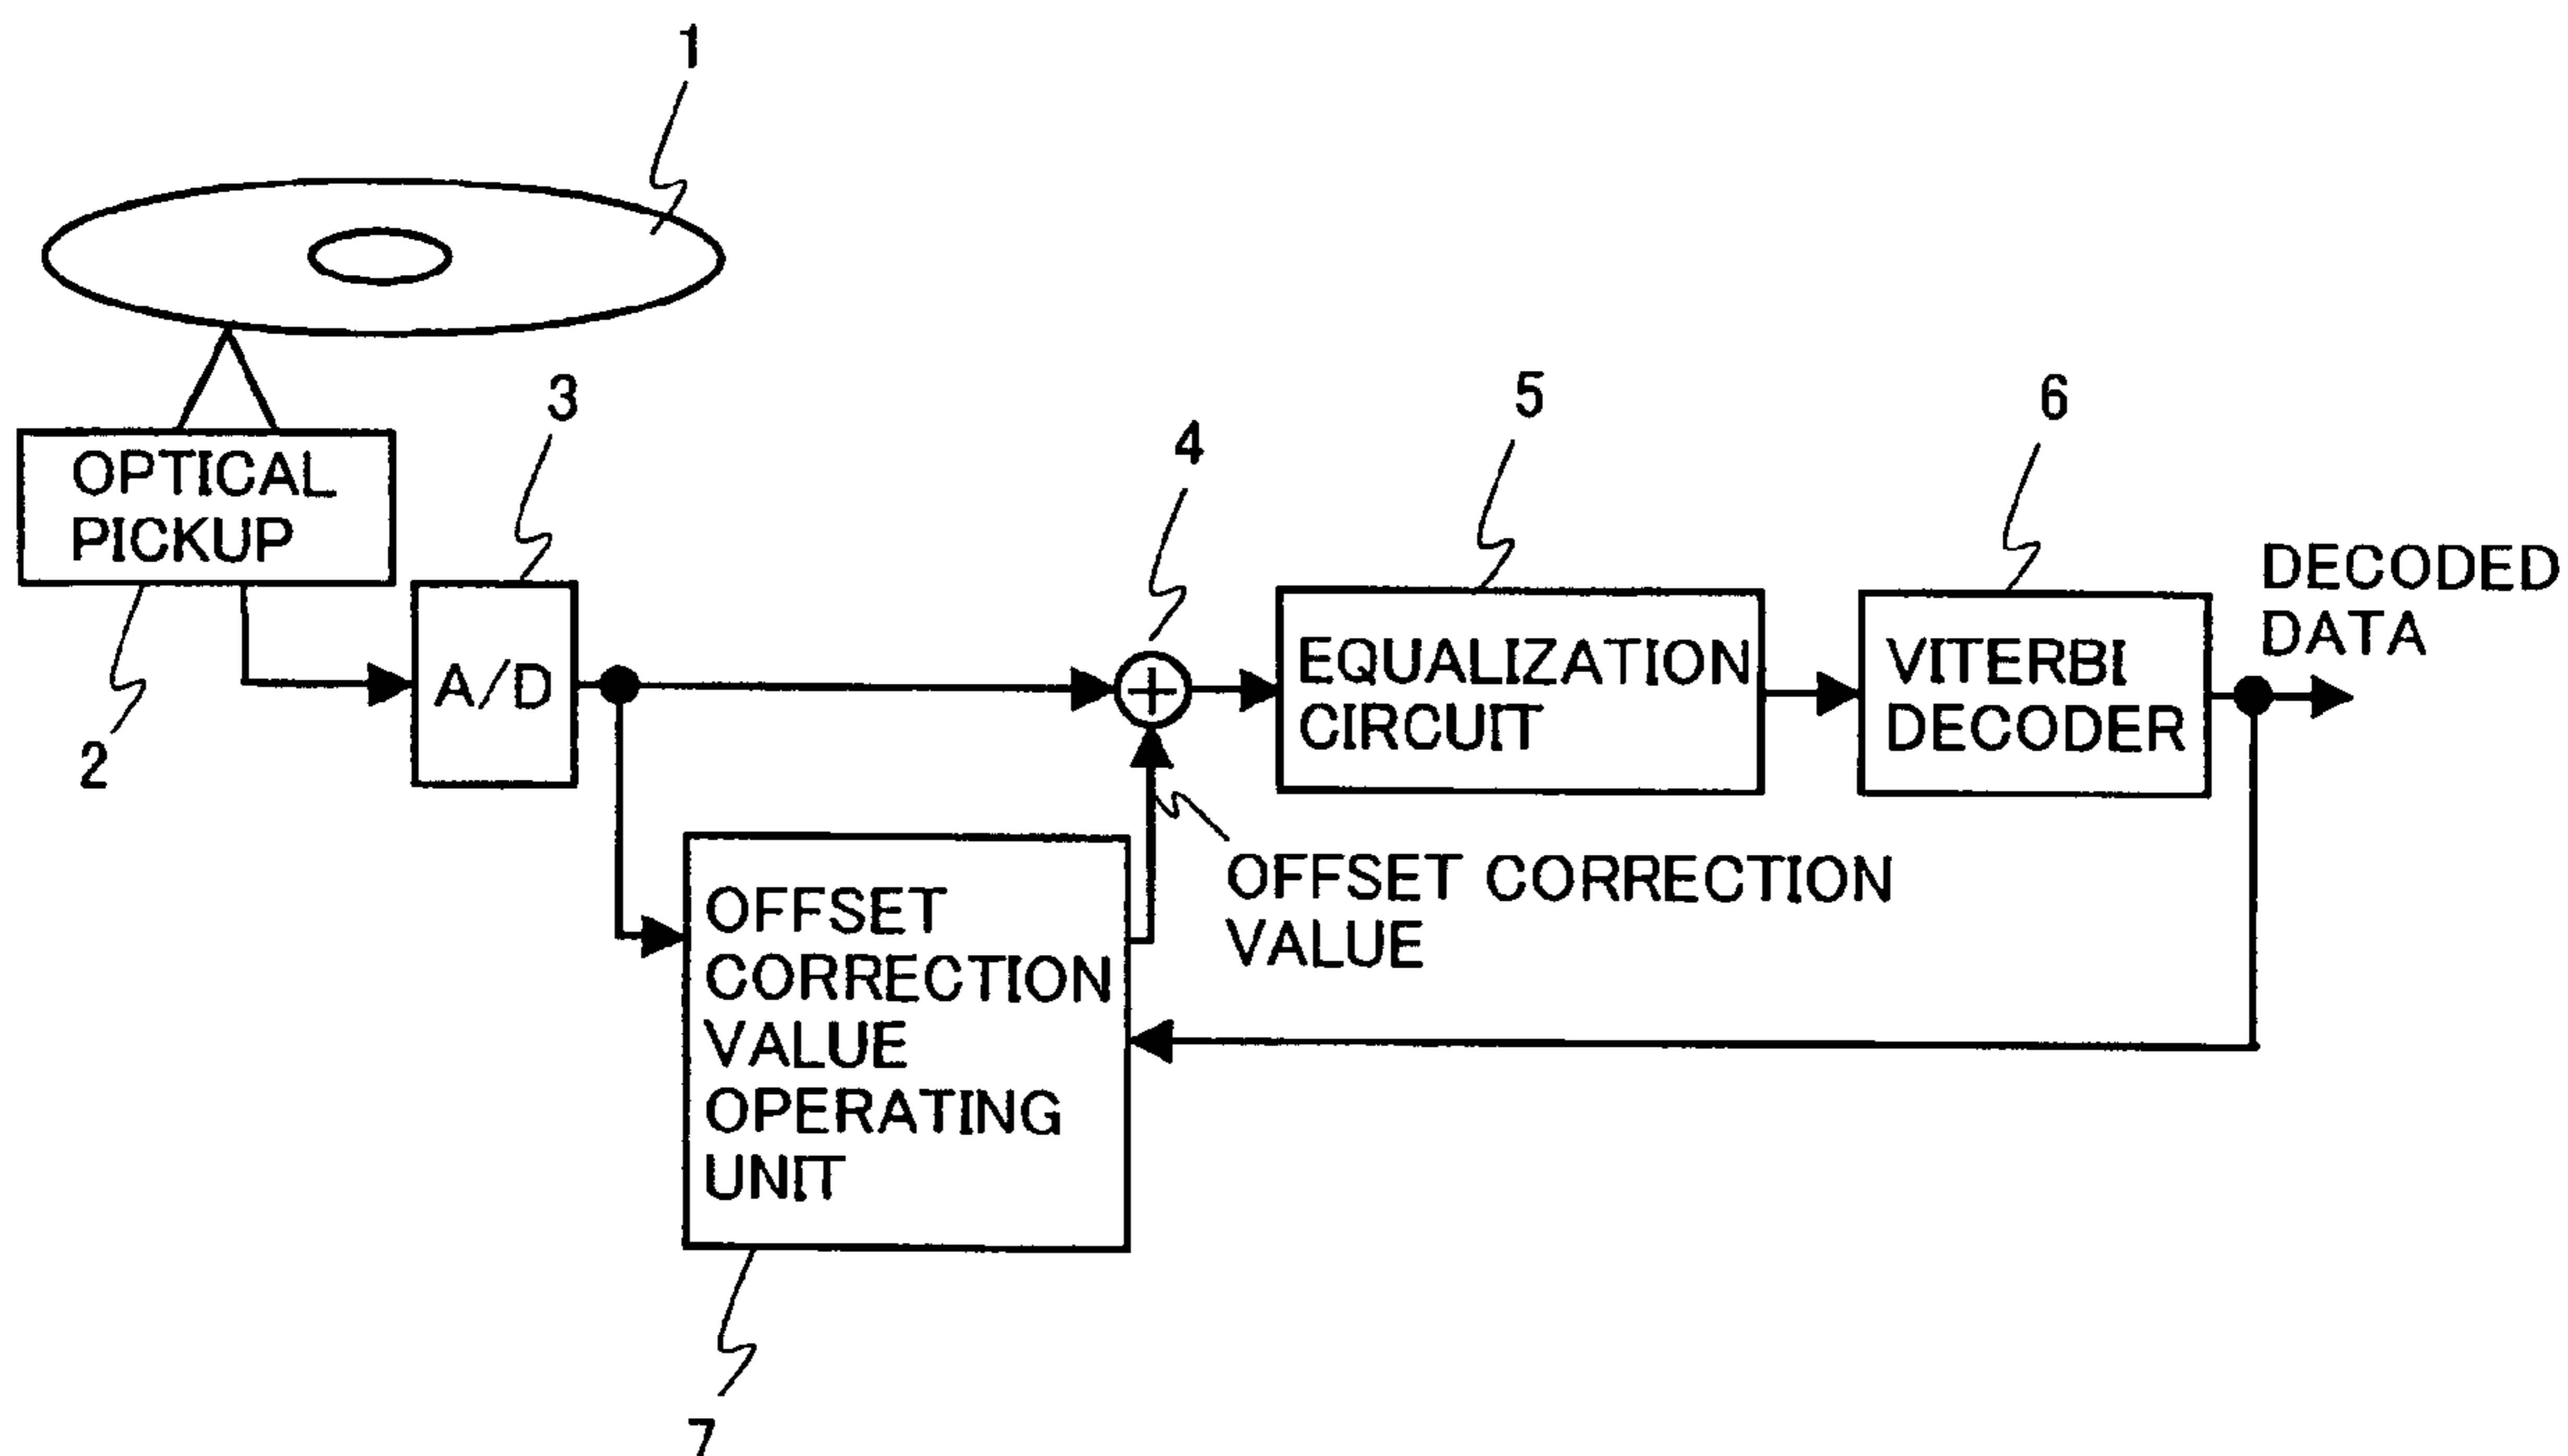 1
OPTICAL
PICKUP
2
3
A/D
4
5
EQUALIZATION
CIRCUIT
6
VITERBI
DECODER
DECODED
DATA
OFFSET CORRECTION
VALUE
OFFSET
CORRECTION
VALUE
OPERATING
UNIT
7